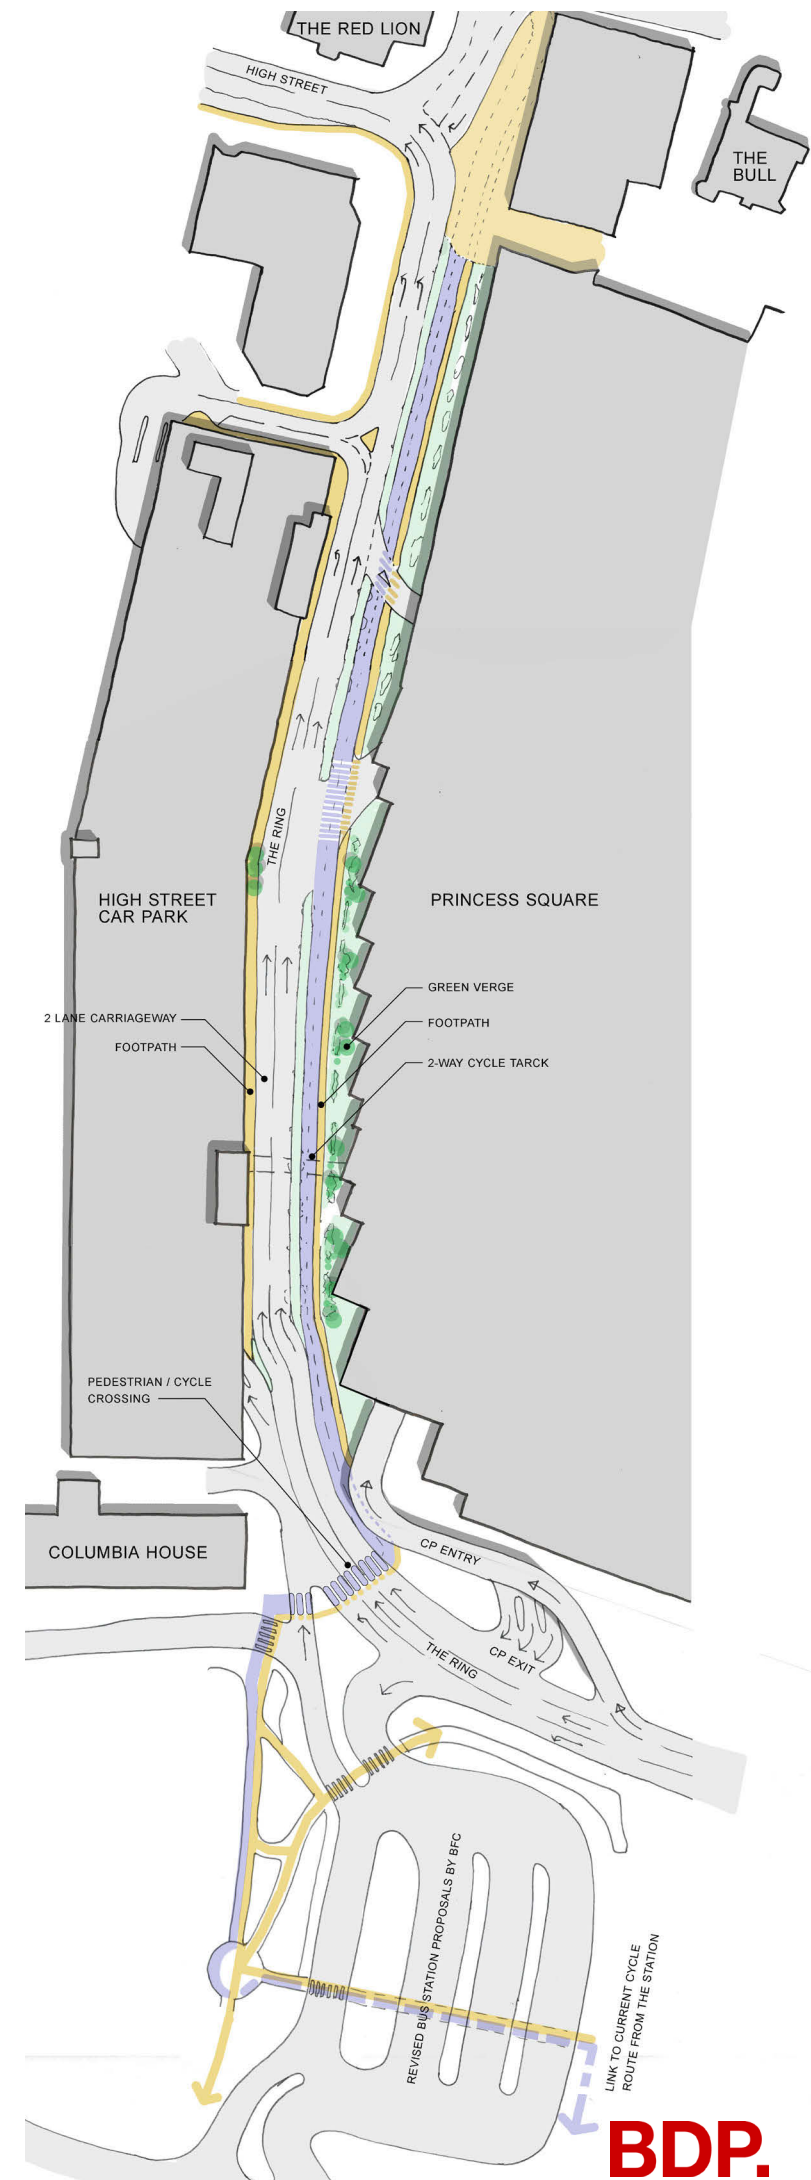 THE RED LION
HIGH STREET
THE
BULL
THE RING
HIGH STREET
CAR PARK
PRINCESS SQUARE
GREEN VERGE
2 LANE CARRIAGEWAY
FOOTPATH
FOOTPATH
2-WAY CYCLE TARCK
PEDESTRIAN / CYCLE
CROSSING
COLUMBIA HOUSE
CP ENTRY
THE RING
CP EXIT
REVISED BUS STATION PROPOSALS BY BFC
LINK TO CURRENT CYCLE
ROUTE FROM THE STATION
BDP.